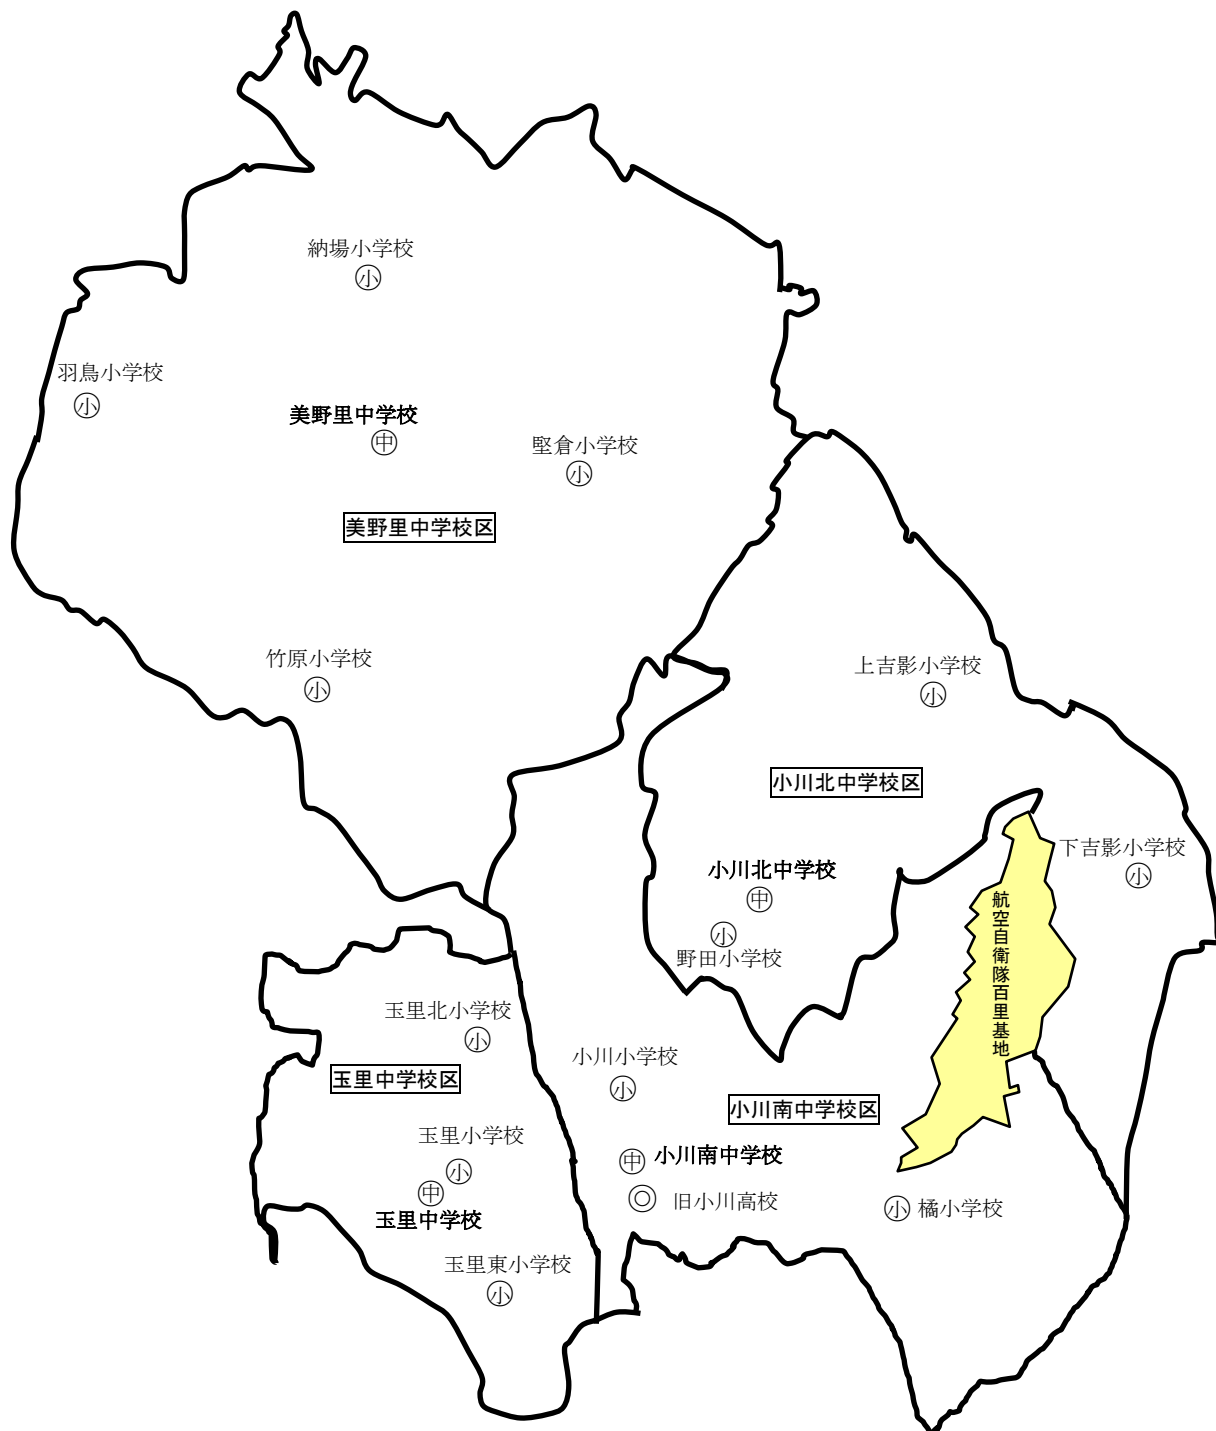 納場小学校
小
羽鳥小学校
小
美野里中学校
中
堅倉小学校
小
美野里中学校区
竹原小学校
小
上吉影小学校
小
小川北中学校区
下吉影小学校
小
小川北中学校
中
小
野田小学校
航空自衛隊百里基地
玉里北小学校
小
玉里中学校区
小川小学校
小
小川南中学校区
玉里小学校
小
中
玉里中学校
中 小川南中学校
旧小川高校
小 橘小学校
玉里東小学校
小